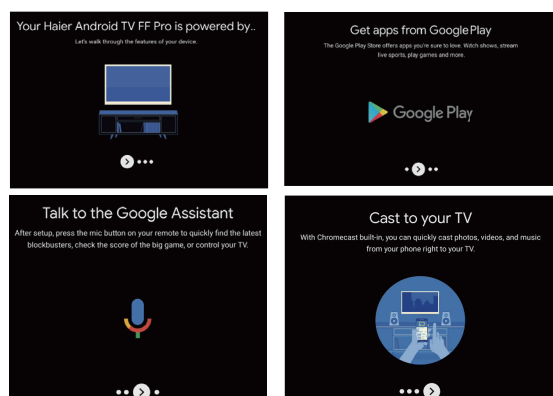 Your Haier Android TV FF Pro is powered by..
Let's walk through the features of your device.
Get apps from Google Play
The Google Play Store offers apps you're sure to love. Watch shows, stream
live sports, play games and more.
Google Play
Talk to the Google Assistant
After setup, press the mic button on your remote to quickly find the latest
blockbusters, check the score of the big game, or control your TV.
Cast to your TV
With Chromecast built-in, you can quickly cast photos, videos, and music
from your phone right to your TV.